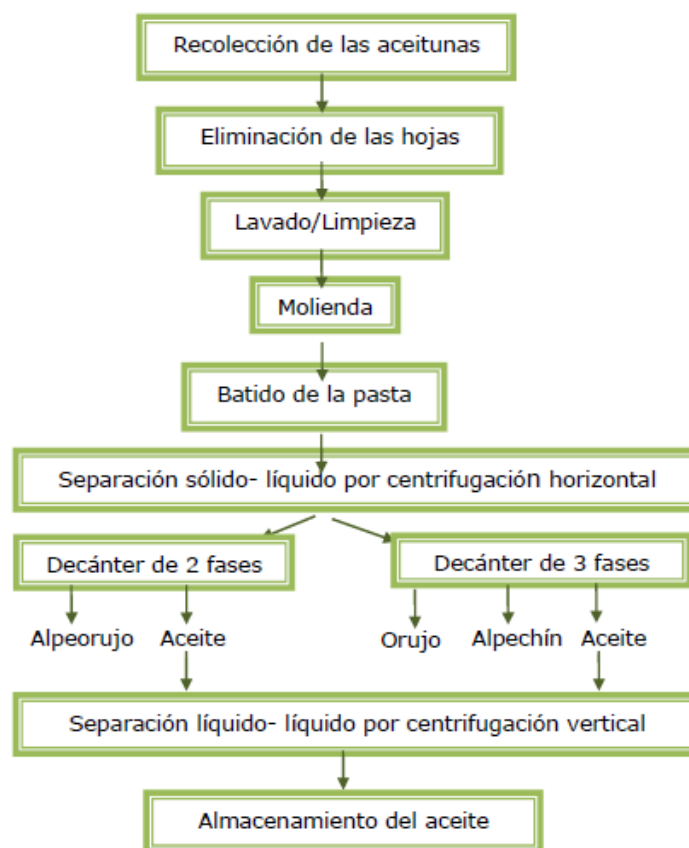 Recolección de las aceitunas
Eliminación de las hojas
Lavado/Limpieza
Molienda
Batido de la pasta
Separación sólido- líquido por centrifugación horizontal
Decánter de 2 fases
Decánter de 3 fases
Alpeorujo
Aceite
Orujo
Alpechín
Aceite
Separación líquido- líquido por centrifugación vertical
Almacenamiento del aceite